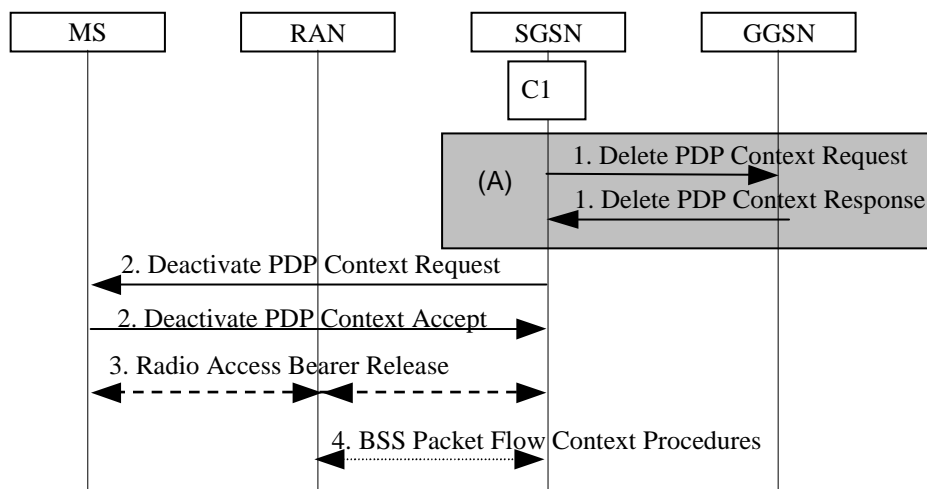 MS RAN SGSN GGSN
C1
1. Delete PDP Context Request
(A)
1. Delete PDP Context Response
2. Deactivate PDP Context Request
2. Deactivate PDP Context Accept
3. Radio Access Bearer Release
4. BSS Packet Flow Context Procedures